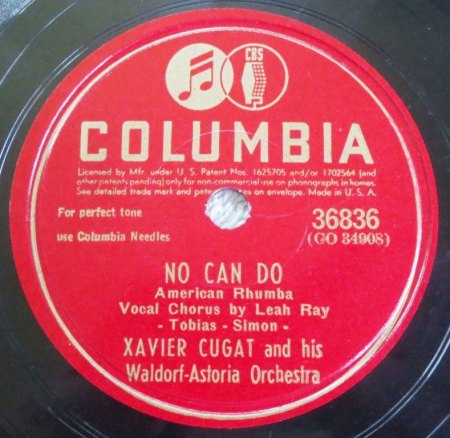 CBS
COLUMBIA
Licensed by Mfr. under U. S. Patent Nos. 1625705 and/or 1702564 (and
other patents pending) only for non-commercial use on phonographs in homes.
See detailed trade mark and on envelope. Made in U. S. A.
For perfect tone
use Columbia Needles
36836
(CO 34908)
NO CAN DO
American Rhumba
Vocal Chorus by Leah Ray
- Tobias - Simon -
XAVIER CUGAT and his
Waldorf-Astoria Orchestra